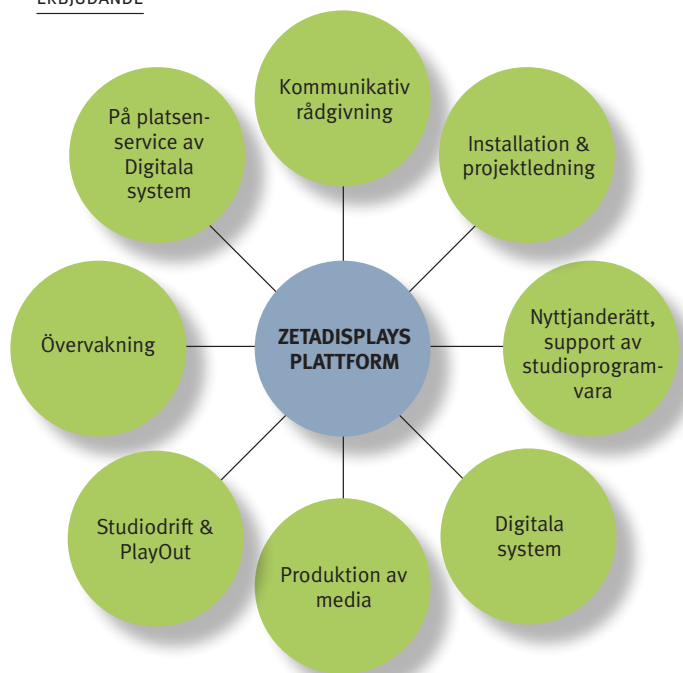 ERBJUDANDE
Kommunikativ
rådgivning
Installation &
projektledning
Nyttjanderätt,
support av
studioprogram-
vara
Digitala
system
Produktion av
media
Studiodrift &
PlayOut
Övervakning
På platsen-
service av
Digitala
system
ZETADISPLAYS
PLATTFORM